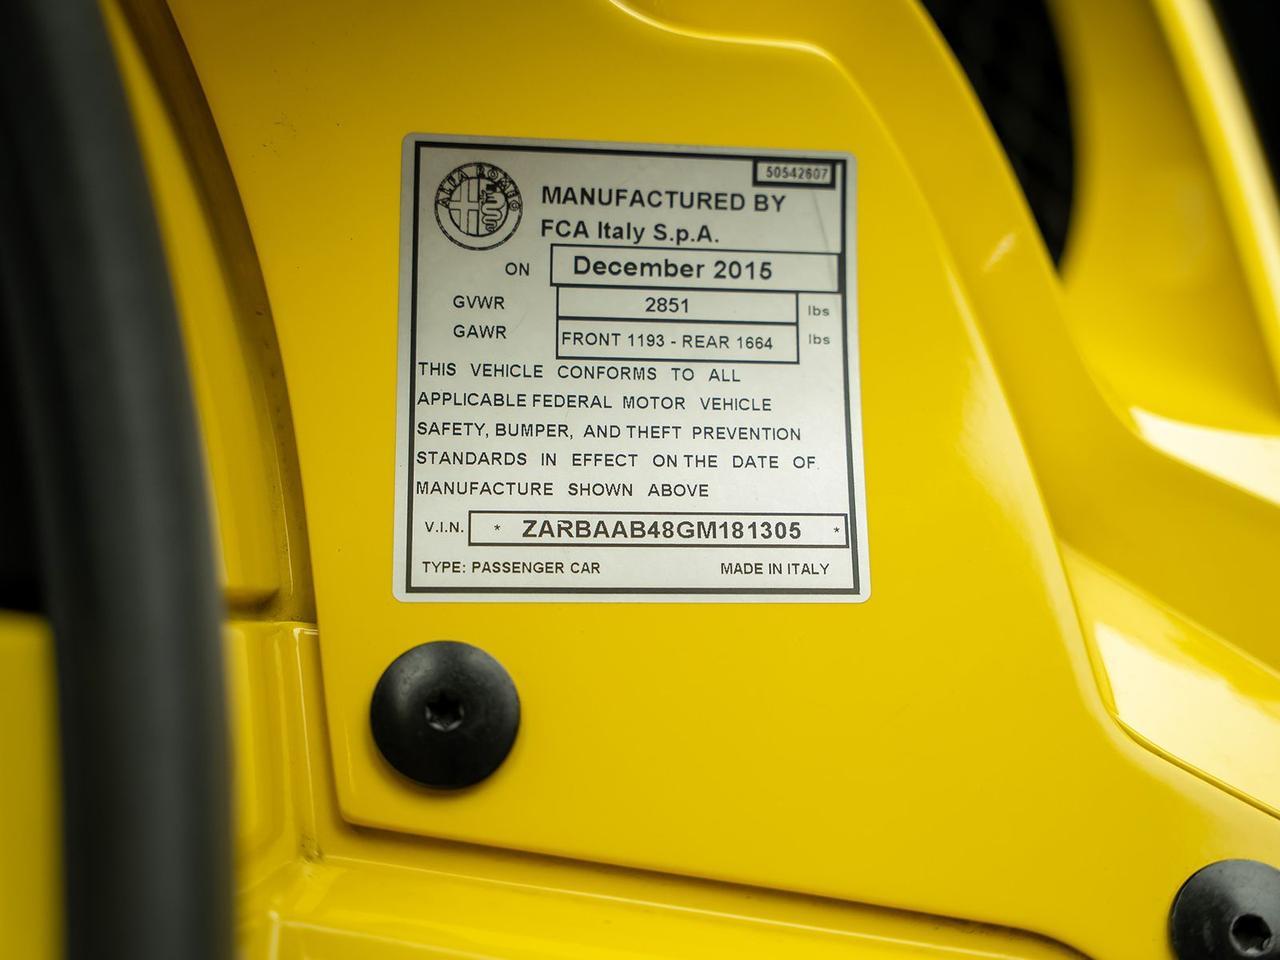 50542607
ALFA ROMEO
MANUFACTURED BY
FCA Italy S.p.A.
ON December 2015
GVWR 2851 lbs
GAWR FRONT 1193 - REAR 1664 lbs
THIS VEHICLE CONFORMS TO ALL
APPLICABLE FEDERAL MOTOR VEHICLE
SAFETY, BUMPER, AND THEFT PREVENTION
STANDARDS IN EFFECT ON THE DATE OF
MANUFACTURE SHOWN ABOVE
V.I.N. * ZARBAAB48GM181305 *
TYPE: PASSENGER CAR MADE IN ITALY